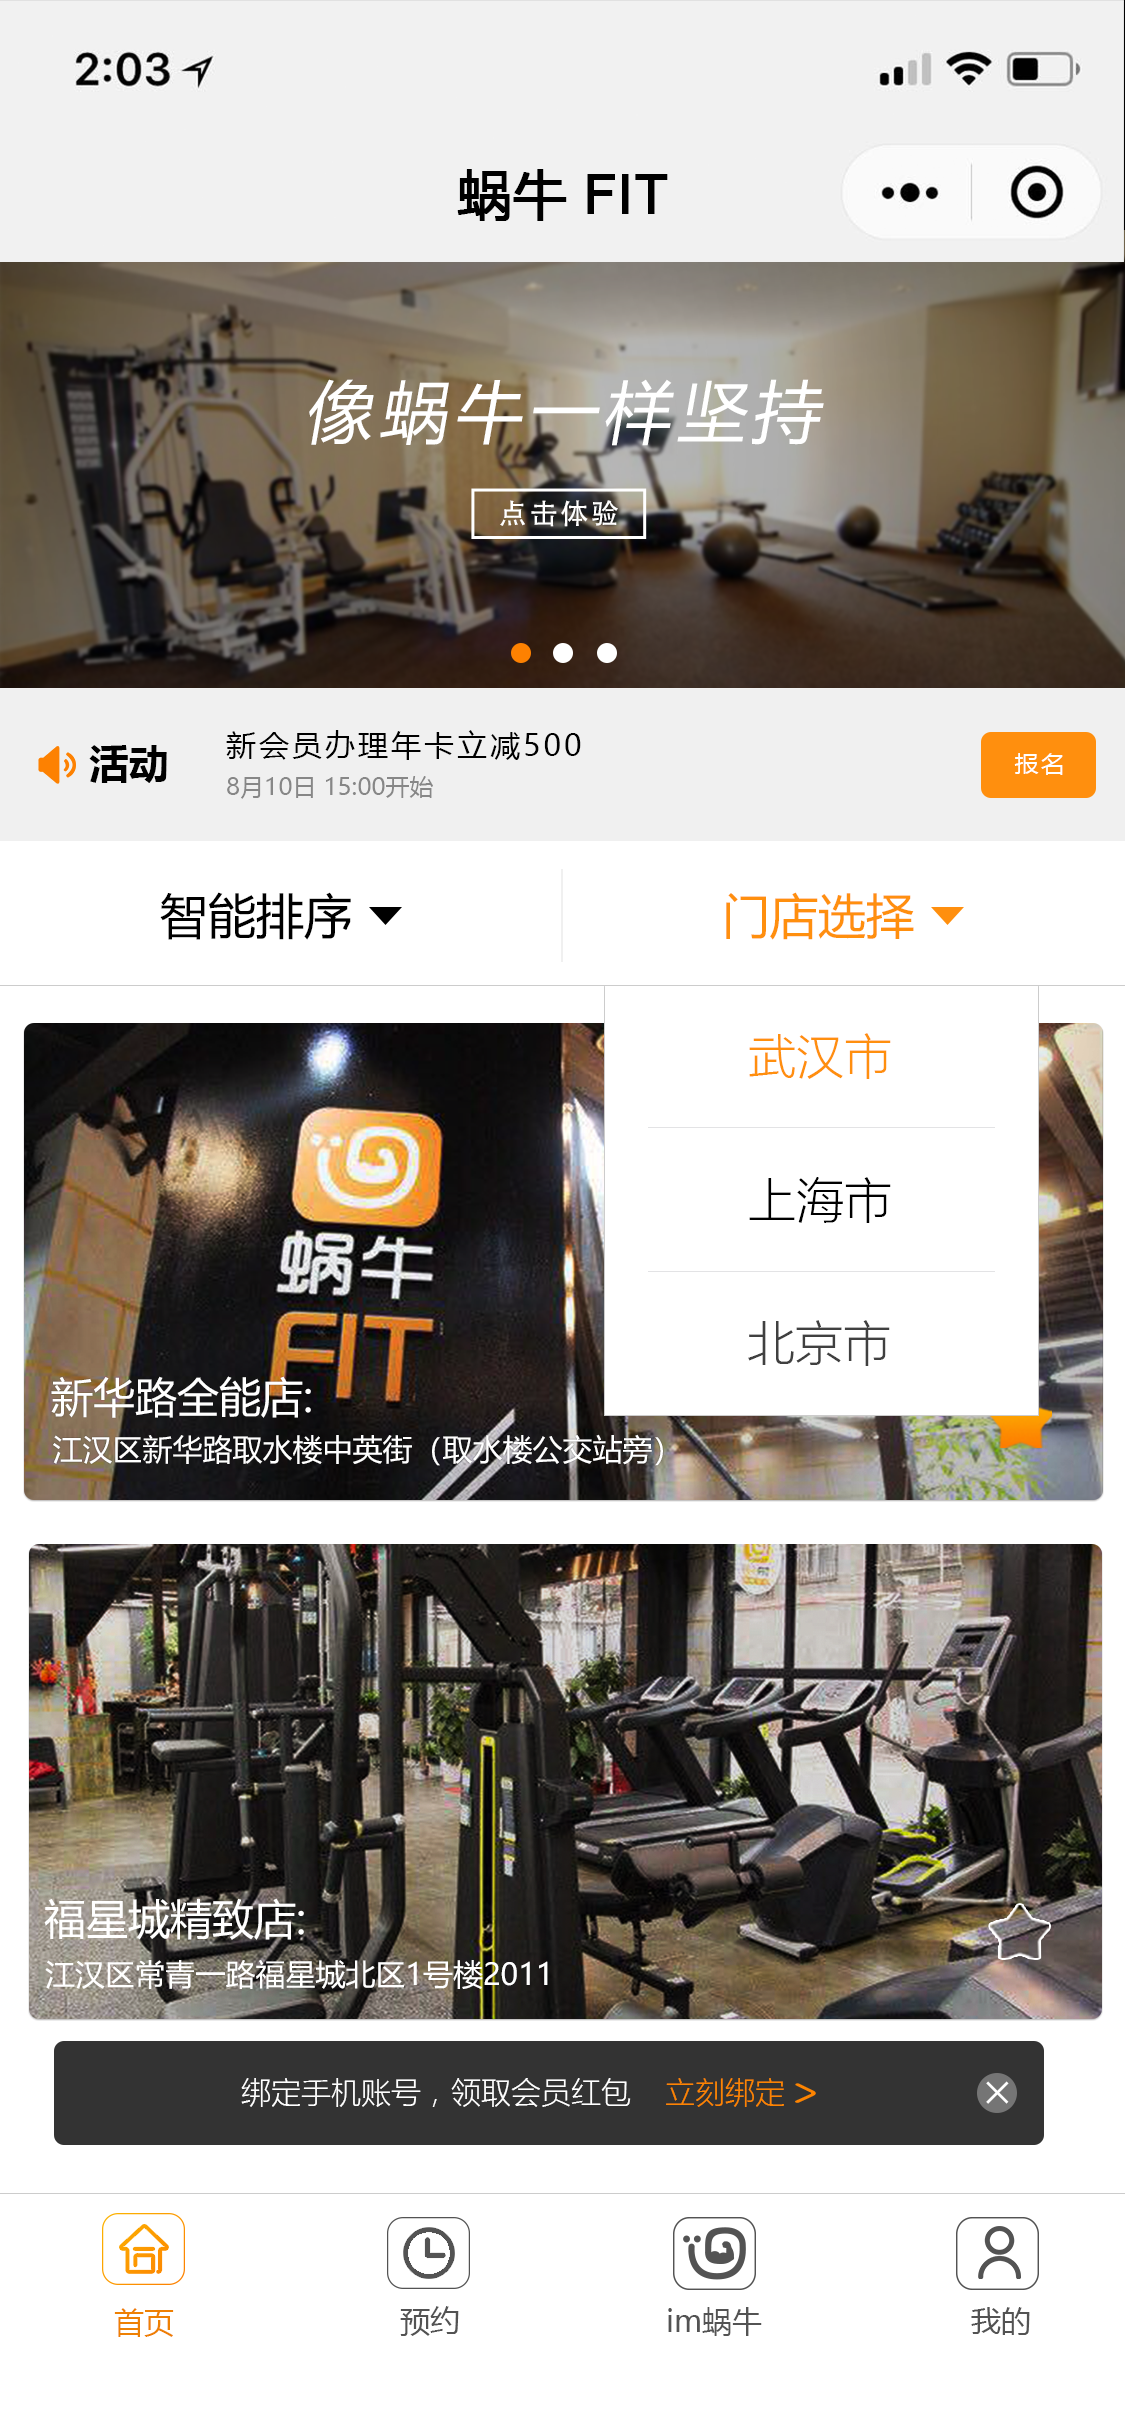 2:03
蜗牛 FIT
像蜗牛一样坚持
点击体验
活动
新会员办理年卡立减500
8月10日 15:00开始
报名
智能排序
门店选择
武汉市
上海市
北京市
蜗牛
FIT
新华路全能店:
江汉区新华路取水楼中英街（取水楼公交站旁）
福星城精致店:
江汉区常青一路福星城北区1号楼2011
绑定手机账号，领取会员红包 立刻绑定 >
首页
预约
im蜗牛
我的